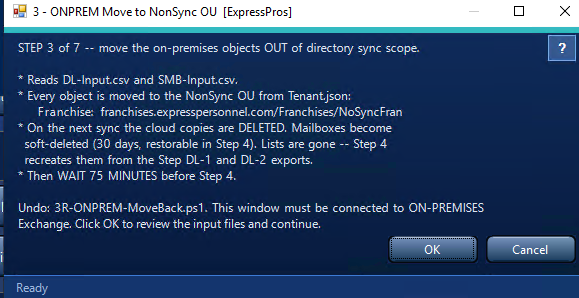 3 - ONPREM Move to NonSync OU  [ExpressPros]
STEP 3 of 7 -- move the on-premises objects OUT of directory sync scope.
?
* Reads DL-Input.csv and SMB-Input.csv.
* Every object is moved to the NonSync OU from Tenant.json:
Franchise:  franchises.expresspersonnel.com/Franchises/NoSyncFran
* On the next sync the cloud copies are DELETED. Mailboxes become
soft-deleted (30 days, restorable in Step 4). Lists are gone -- Step 4
recreates them from the Step DL-1 and DL-2 exports.
* Then WAIT 75 MINUTES before Step 4.
Undo: 3R-ONPREM-MoveBack.ps1. This window must be connected to ON-PREMISES
Exchange. Click OK to review the input files and continue.
OK
Cancel
Ready